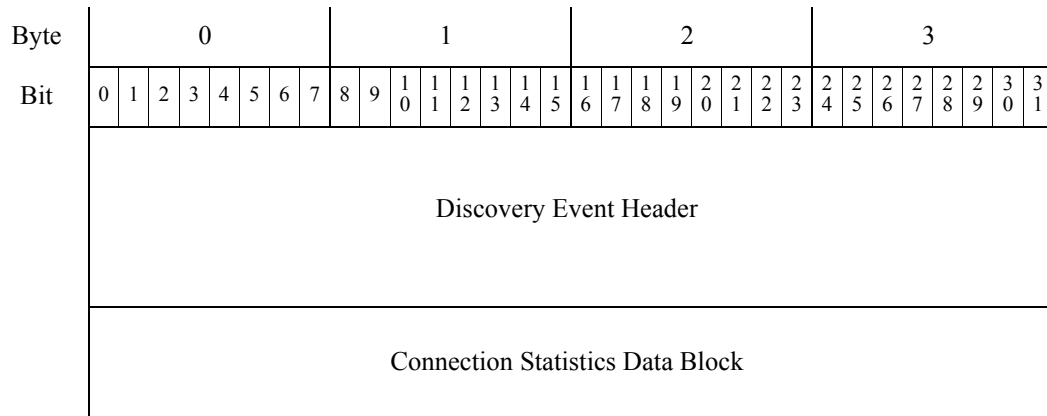 Byte 0 1 2 3
Bit 0 1 2 3 4 5 6 7 8 9 10 11 12 13 14 15 16 17 18 19 20 21 22 23 24 25 26 27 28 29 30 31
Discovery Event Header
Connection Statistics Data Block